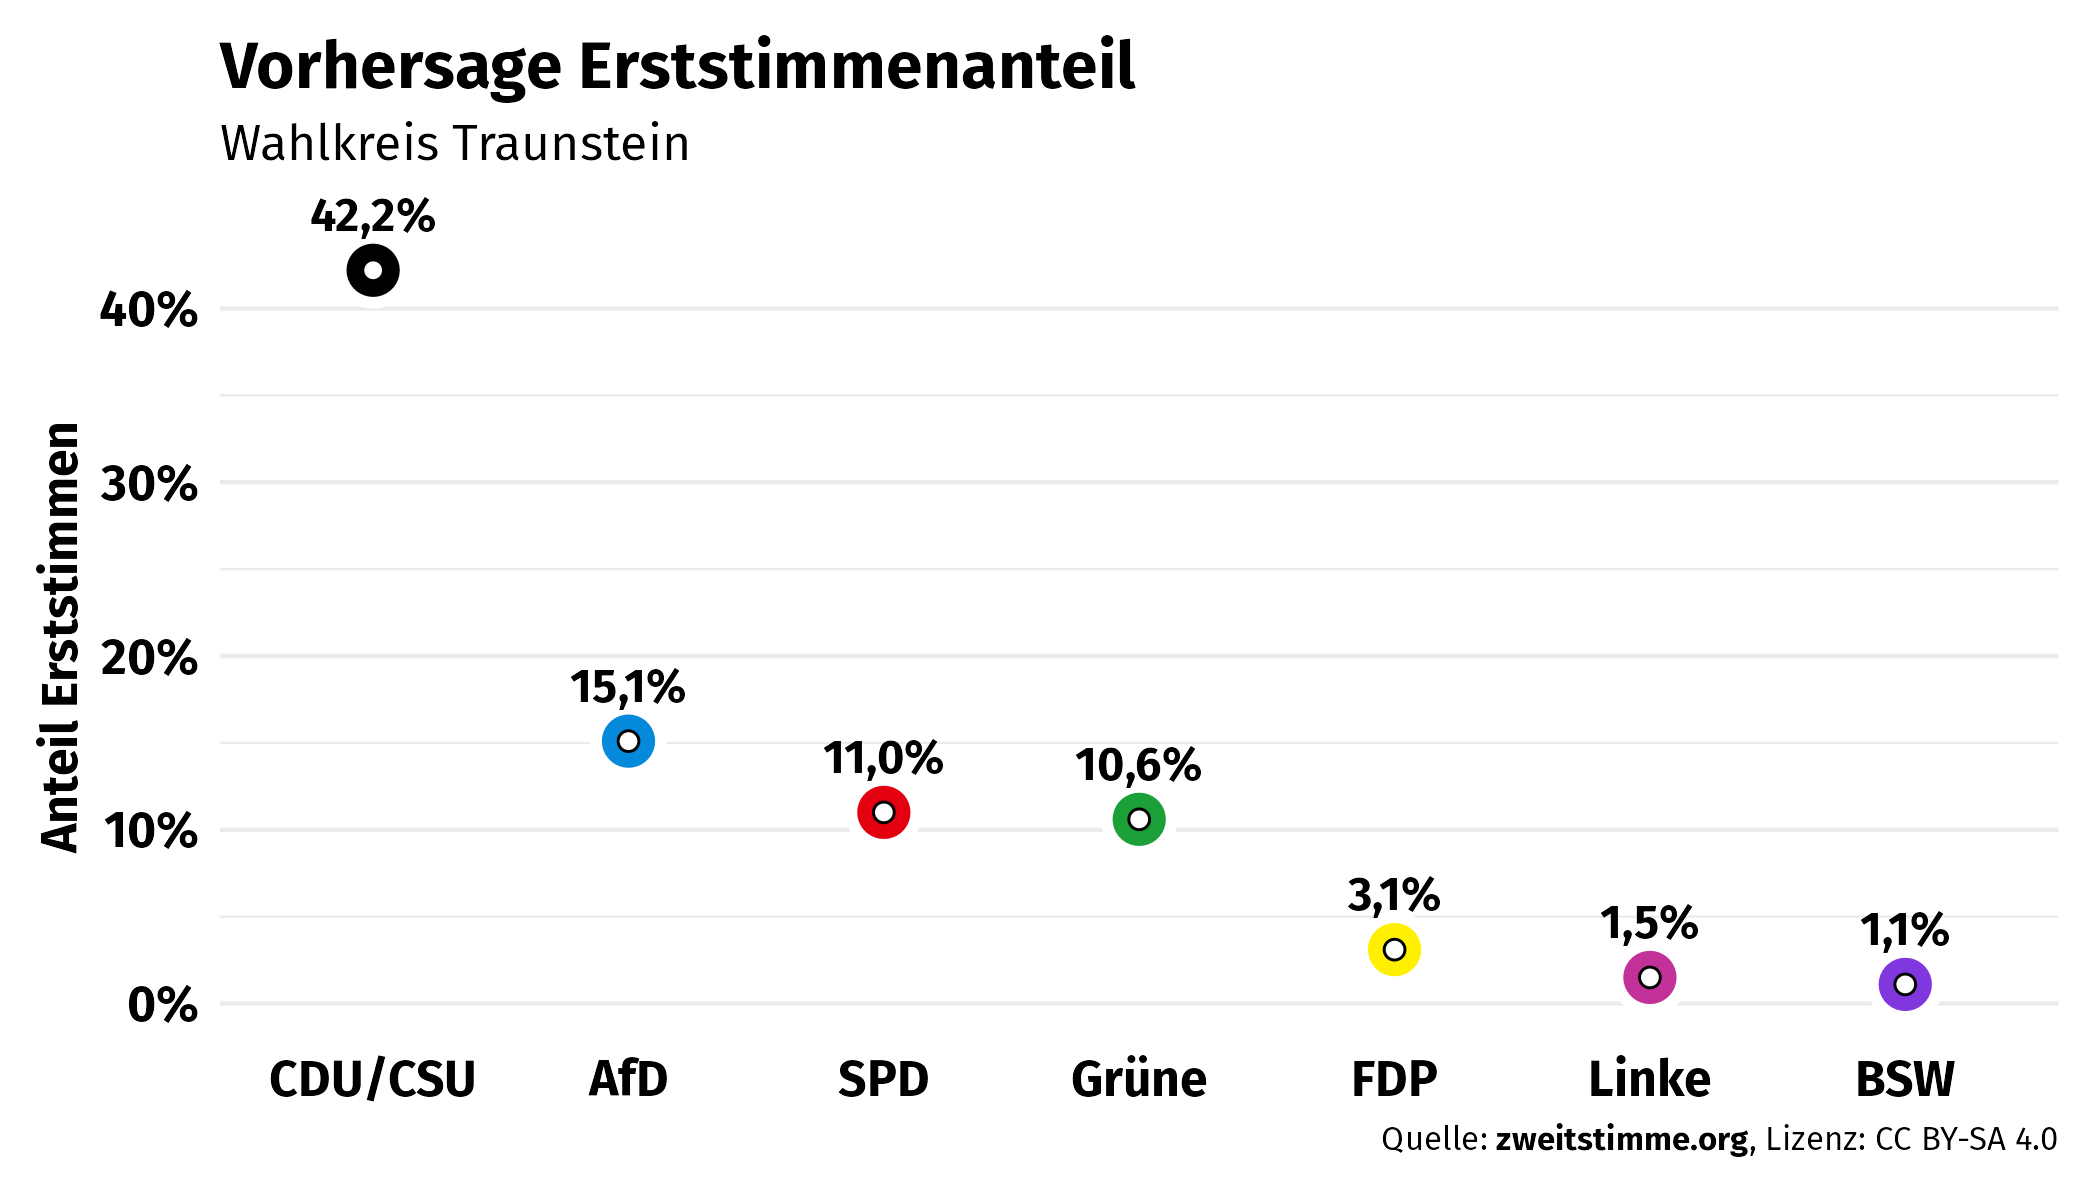 Vorhersage Erststimmenanteil
Wahlkreis Traunstein
42,2%
40%
30%
20%
15,1%
11,0%
10,6%
10%
3,1%
1,5%
1,1%
0%
Anteil Erststimmen
CDU/CSU AfD SPD Grüne FDP Linke BSW
Quelle: zweitstimme.org, Lizenz: CC BY-SA 4.0